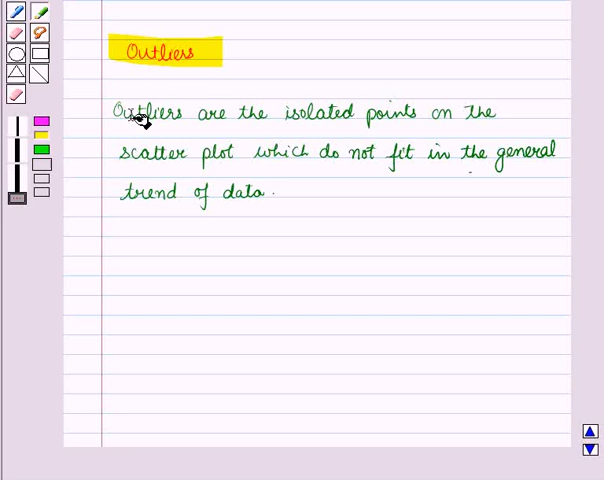 Outliers
Outliers are the isolated points on the
scatter plot which do not fit in the general
trend of data.